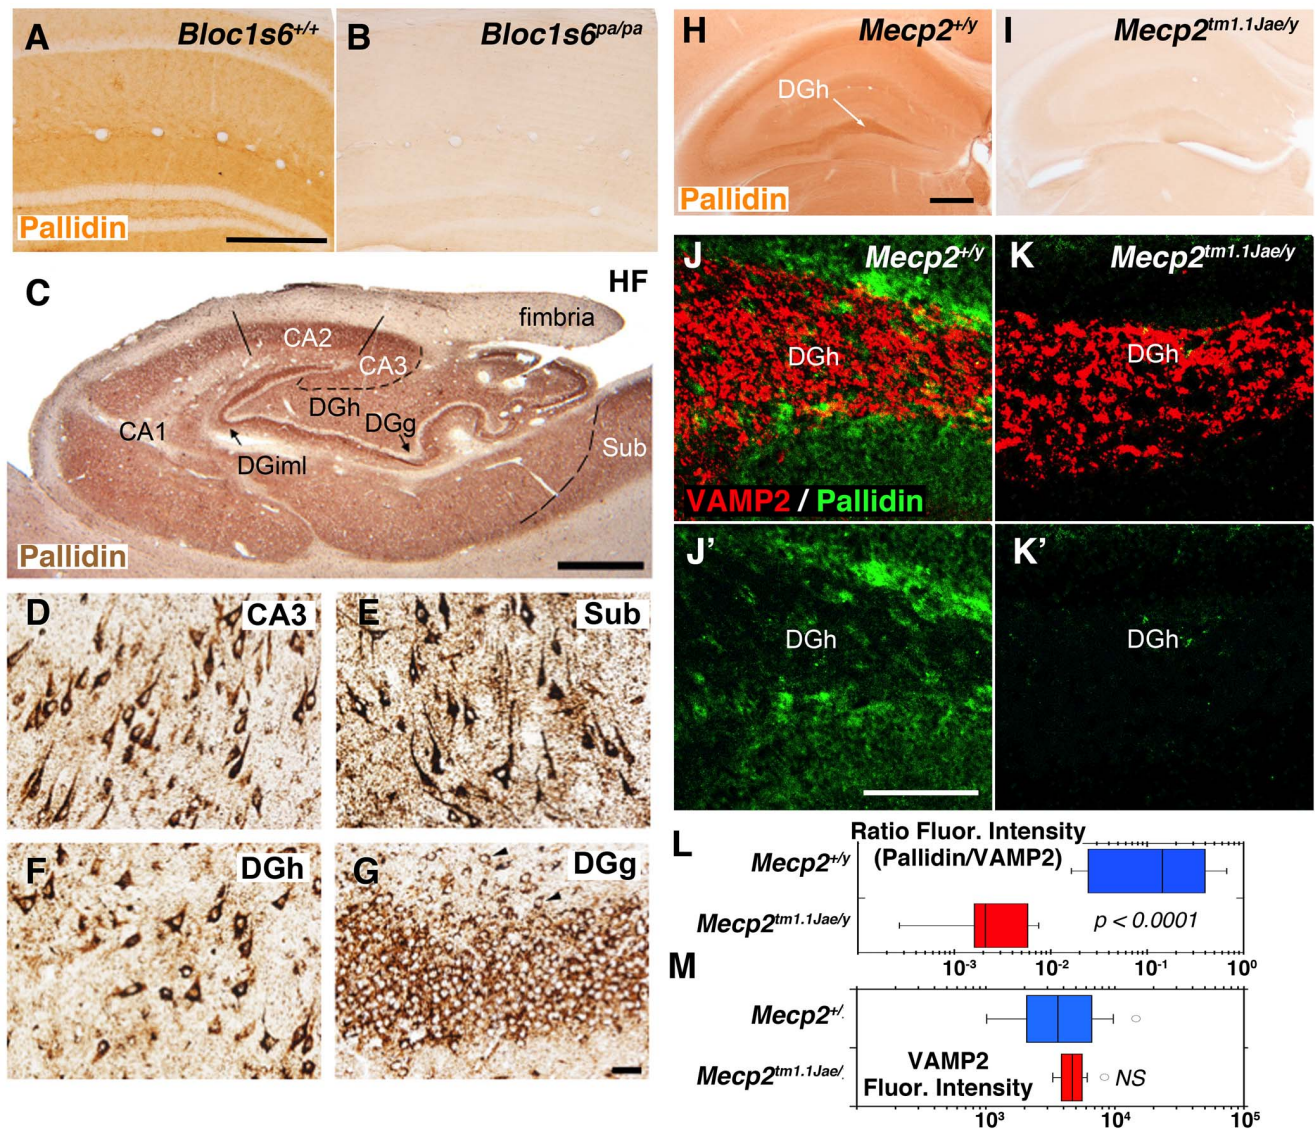 A
Bloc1s6+/+
B
Bloc1s6pa/pa
Pallidin
C
HF
fimbria
CA2
CA3
DGh
DGg
CA1
DGiml
Sub
Pallidin
D
CA3
E
Sub
F
DGh
G
DGg
H
Mecp2+/y
I
Mecp2tm1.1Jae/y
DGh
Pallidin
J
Mecp2+/y
K
Mecp2tm1.1Jae/y
DGh
DGh
VAMP2 / Pallidin
J’
K’
DGh
DGh
L
Ratio Fluor. Intensity
(Pallidin/VAMP2)
Mecp2+/y
Mecp2tm1.1Jae/y
p < 0.0001
10-3 10-2 10-1 100
M
Mecp2+/.
Mecp2tm1.1Jae/.
VAMP2
Fluor. Intensity
NS
103 104 105